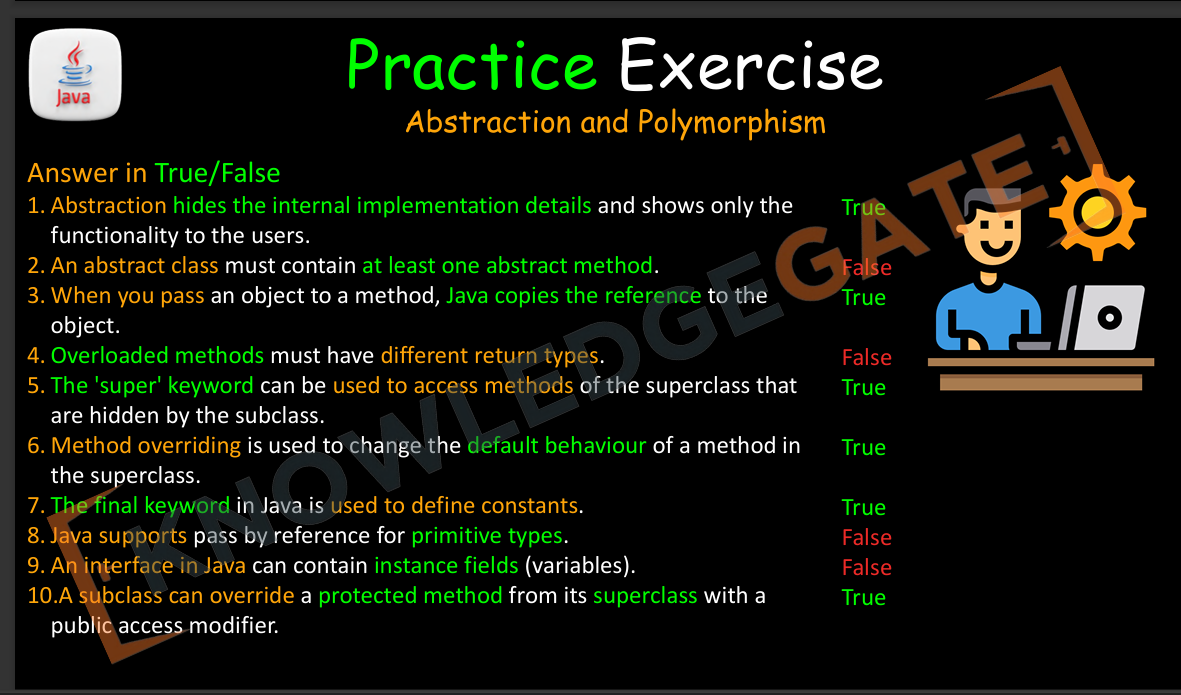 Java
Practice Exercise
Abstraction and Polymorphism
Answer in True/False
1. Abstraction hides the internal implementation details and shows only the
functionality to the users.
True
2. An abstract class must contain at least one abstract method.
False
3. When you pass an object to a method, Java copies the reference to the
object.
True
4. Overloaded methods must have different return types.
False
5. The 'super' keyword can be used to access methods of the superclass that
are hidden by the subclass.
True
6. Method overriding is used to change the default behaviour of a method in
the superclass.
True
7. The final keyword in Java is used to define constants.
True
8. Java supports pass by reference for primitive types.
False
9. An interface in Java can contain instance fields (variables).
False
10.A subclass can override a protected method from its superclass with a
public access modifier.
True
KNOWLEDGEGATE